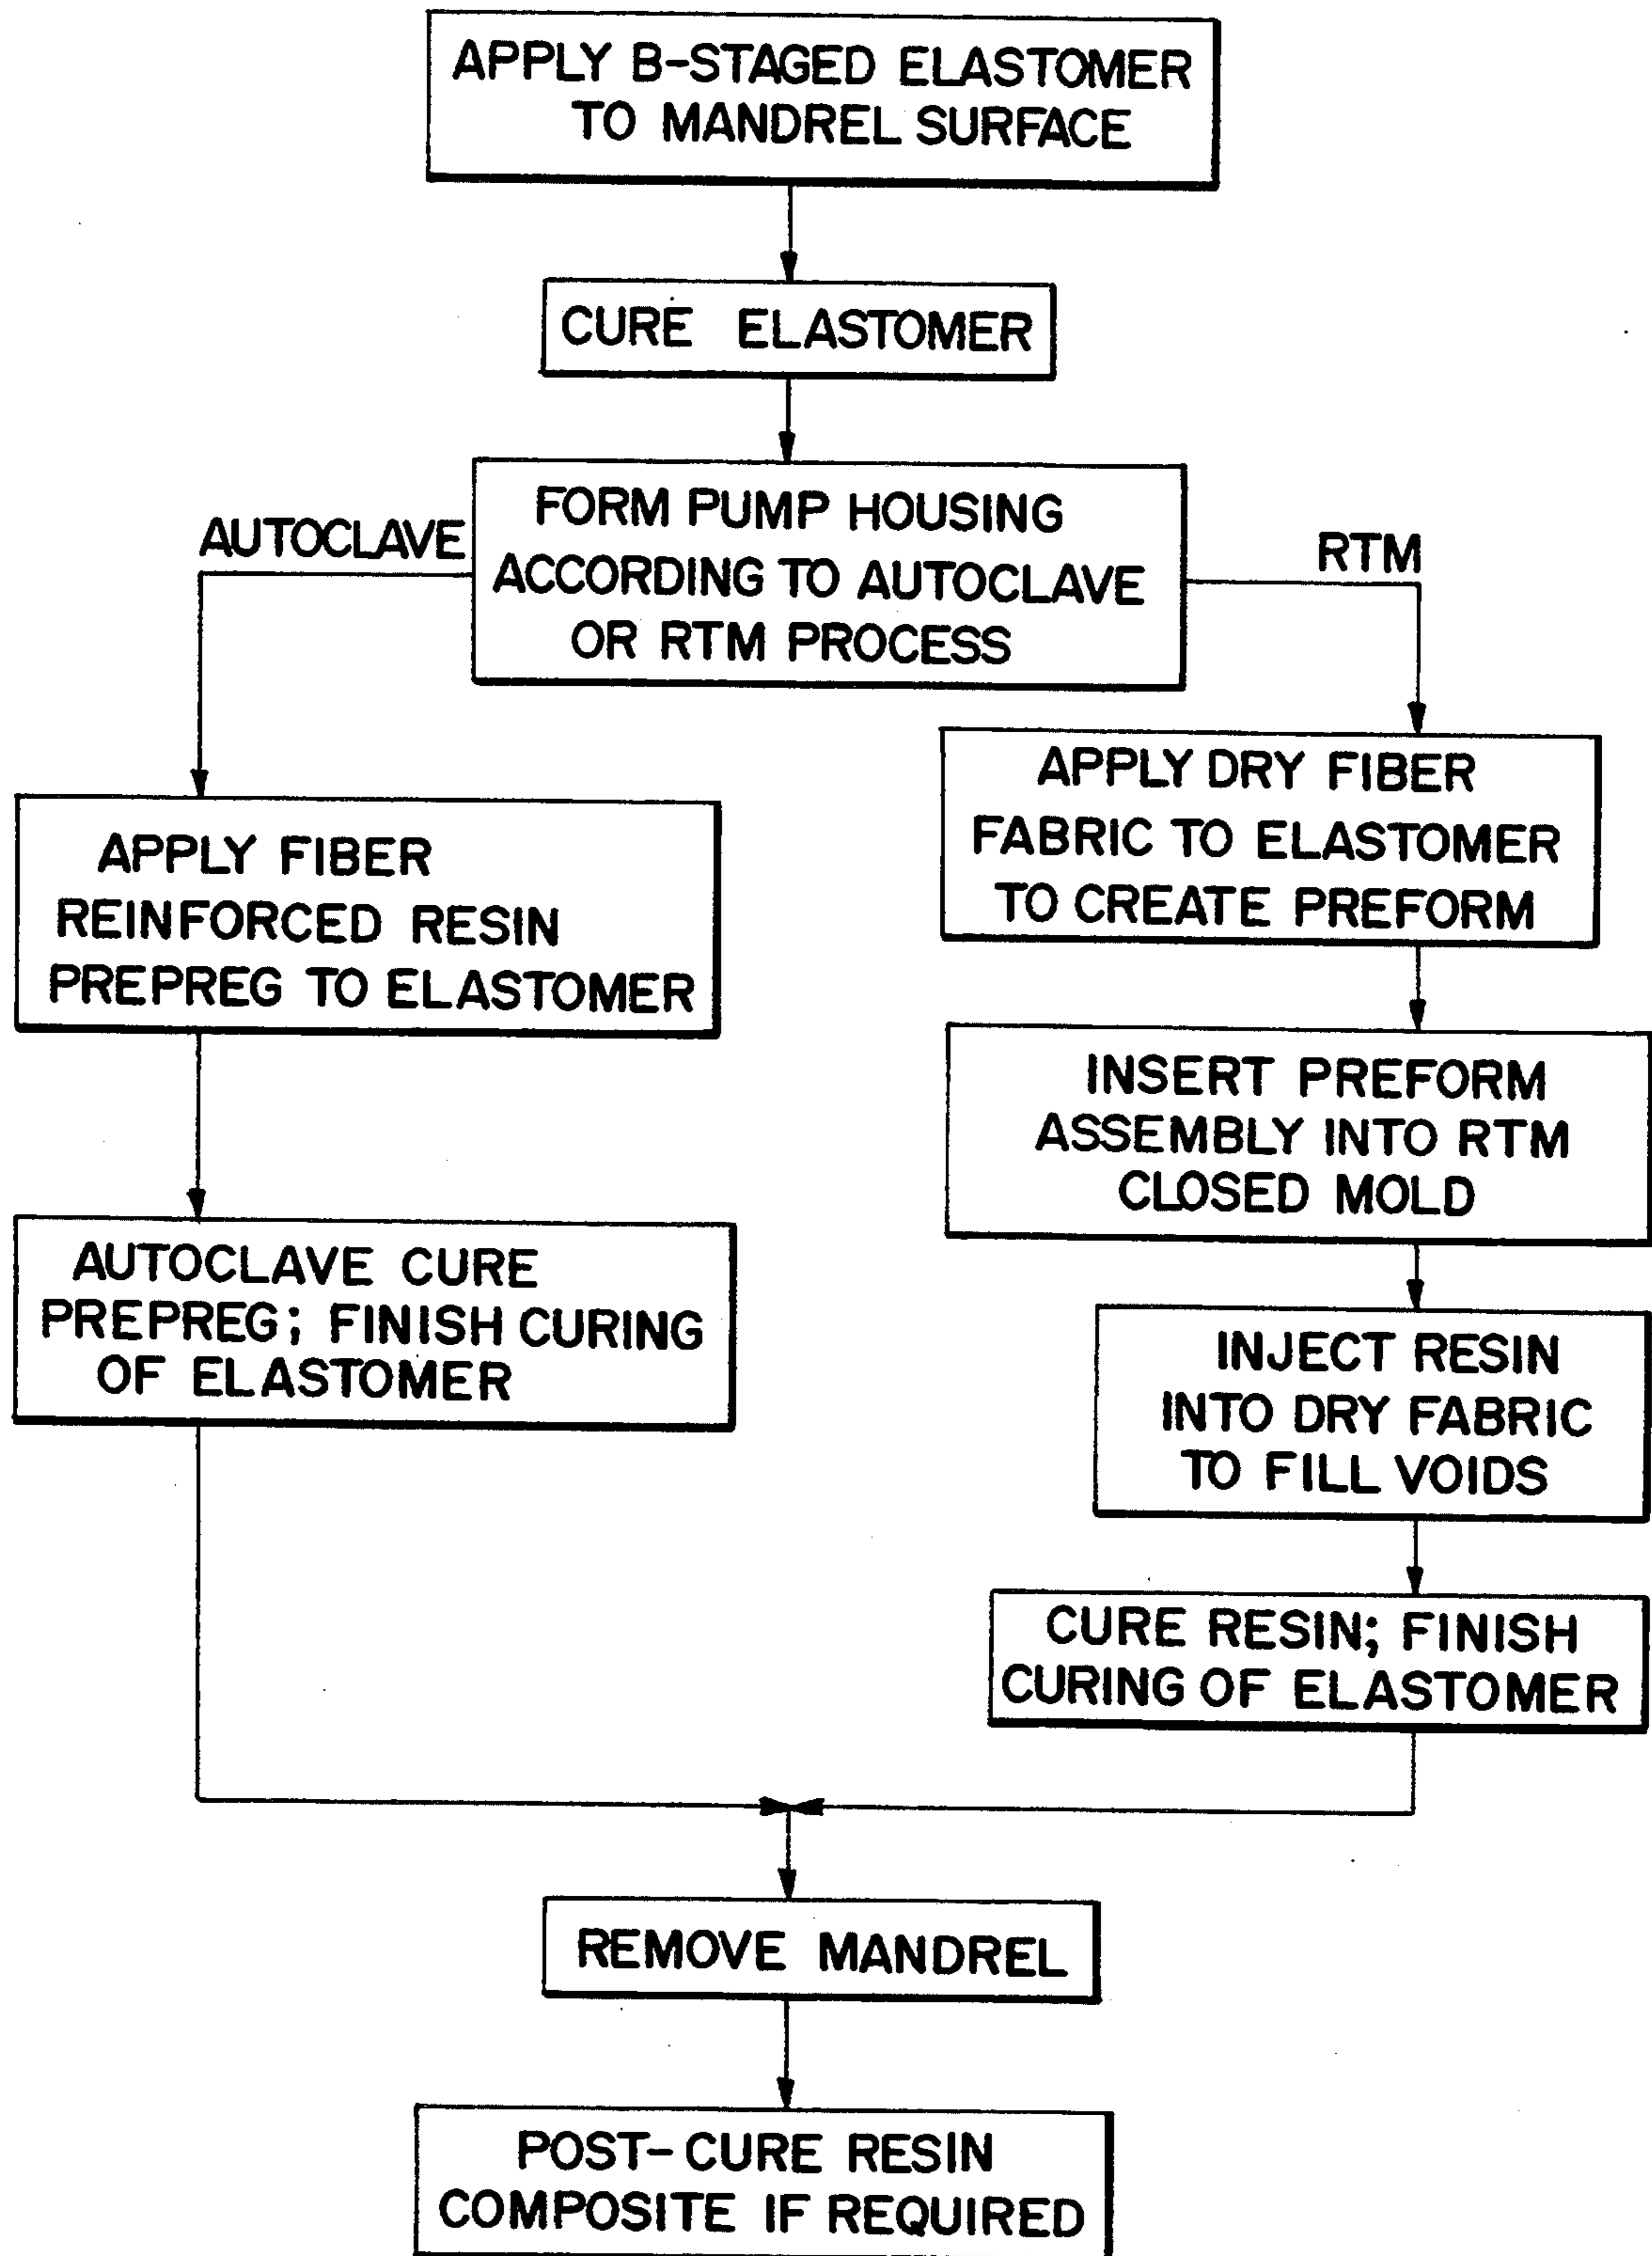 APPLY B-STAGED ELASTOMER
TO MANDREL SURFACE
CURE ELASTOMER
FORM PUMP HOUSING
ACCORDING TO AUTOCLAVE
OR RTM PROCESS
AUTOCLAVE
RTM
APPLY FIBER
REINFORCED RESIN
PREPREG TO ELASTOMER
AUTOCLAVE CURE
PREPREG; FINISH CURING
OF ELASTOMER
APPLY DRY FIBER
FABRIC TO ELASTOMER
TO CREATE PREFORM
INSERT PREFORM
ASSEMBLY INTO RTM
CLOSED MOLD
INJECT RESIN
INTO DRY FABRIC
TO FILL VOIDS
CURE RESIN; FINISH
CURING OF ELASTOMER
REMOVE MANDREL
POST-CURE RESIN
COMPOSITE IF REQUIRED